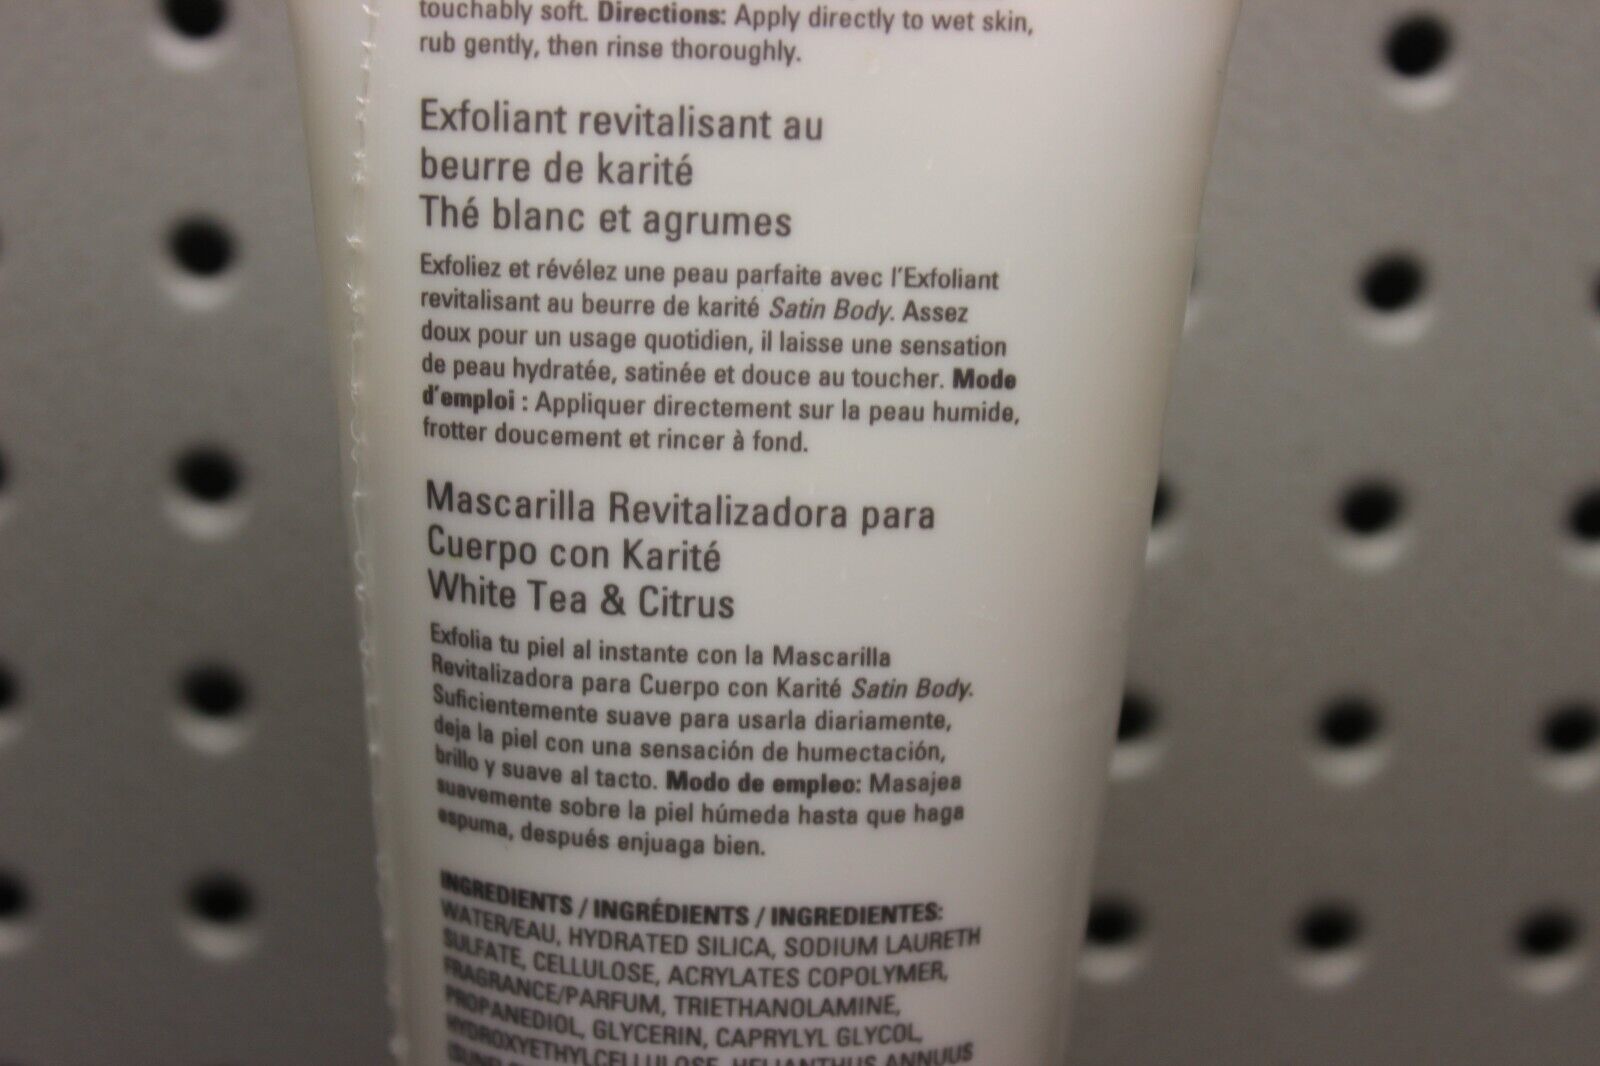 touchably soft. Directions: Apply directly to wet skin,
rub gently, then rinse thoroughly.
Exfoliant revitalisant au
beurre de karité
Thé blanc et agrumes
Exfoliez et révélez une peau parfaite avec l'Exfoliant
revitalisant au beurre de karité Satin Body. Assez
doux pour un usage quotidien, il laisse une sensation
de peau hydratée, satinée et douce au toucher. Mode
d'emploi : Appliquer directement sur la peau humide,
frotter doucement et rincer à fond.
Mascarilla Revitalizadora para
Cuerpo con Karité
White Tea & Citrus
Exfolia tu piel al instante con la Mascarilla
Revitalizadora para Cuerpo con Karité Satin Body.
Suficientemente suave para usarla diariamente,
deja la piel con una sensación de humectación,
brillo y suave al tacto. Modo de empleo: Masajea
suavemente sobre la piel húmeda hasta que haga
espuma, después enjuaga bien.
INGREDIENTS / INGRÉDIENTS / INGREDIENTES:
WATER/EAU, HYDRATED SILICA, SODIUM LAURETH
SULFATE, CELLULOSE, ACRYLATES COPOLYMER,
FRAGRANCE/PARFUM, TRIETHANOLAMINE,
PROPANEDIOL, GLYCERIN, CAPRYLYL GLYCOL,
HYDROXYETHYLCELLULOSE, HELIANTHUS ANNUUS